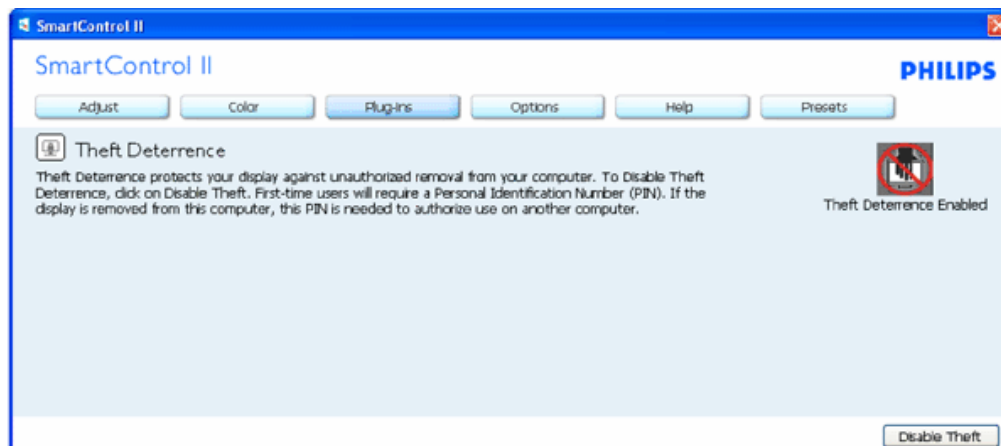 SmartControl II
SmartControl II
PHILIPS
Adjust Color Plug-Ins Options Help Presets
Theft Deterrence
Theft Deterrence protects your display against unauthorized removal from your computer. To Disable Theft
Deterrence, click on Disable Theft. First-time users will require a Personal Identification Number (PIN). If the
display is removed from this computer, this PIN is needed to authorize use on another computer.
Theft Deterrence Enabled
Disable Theft